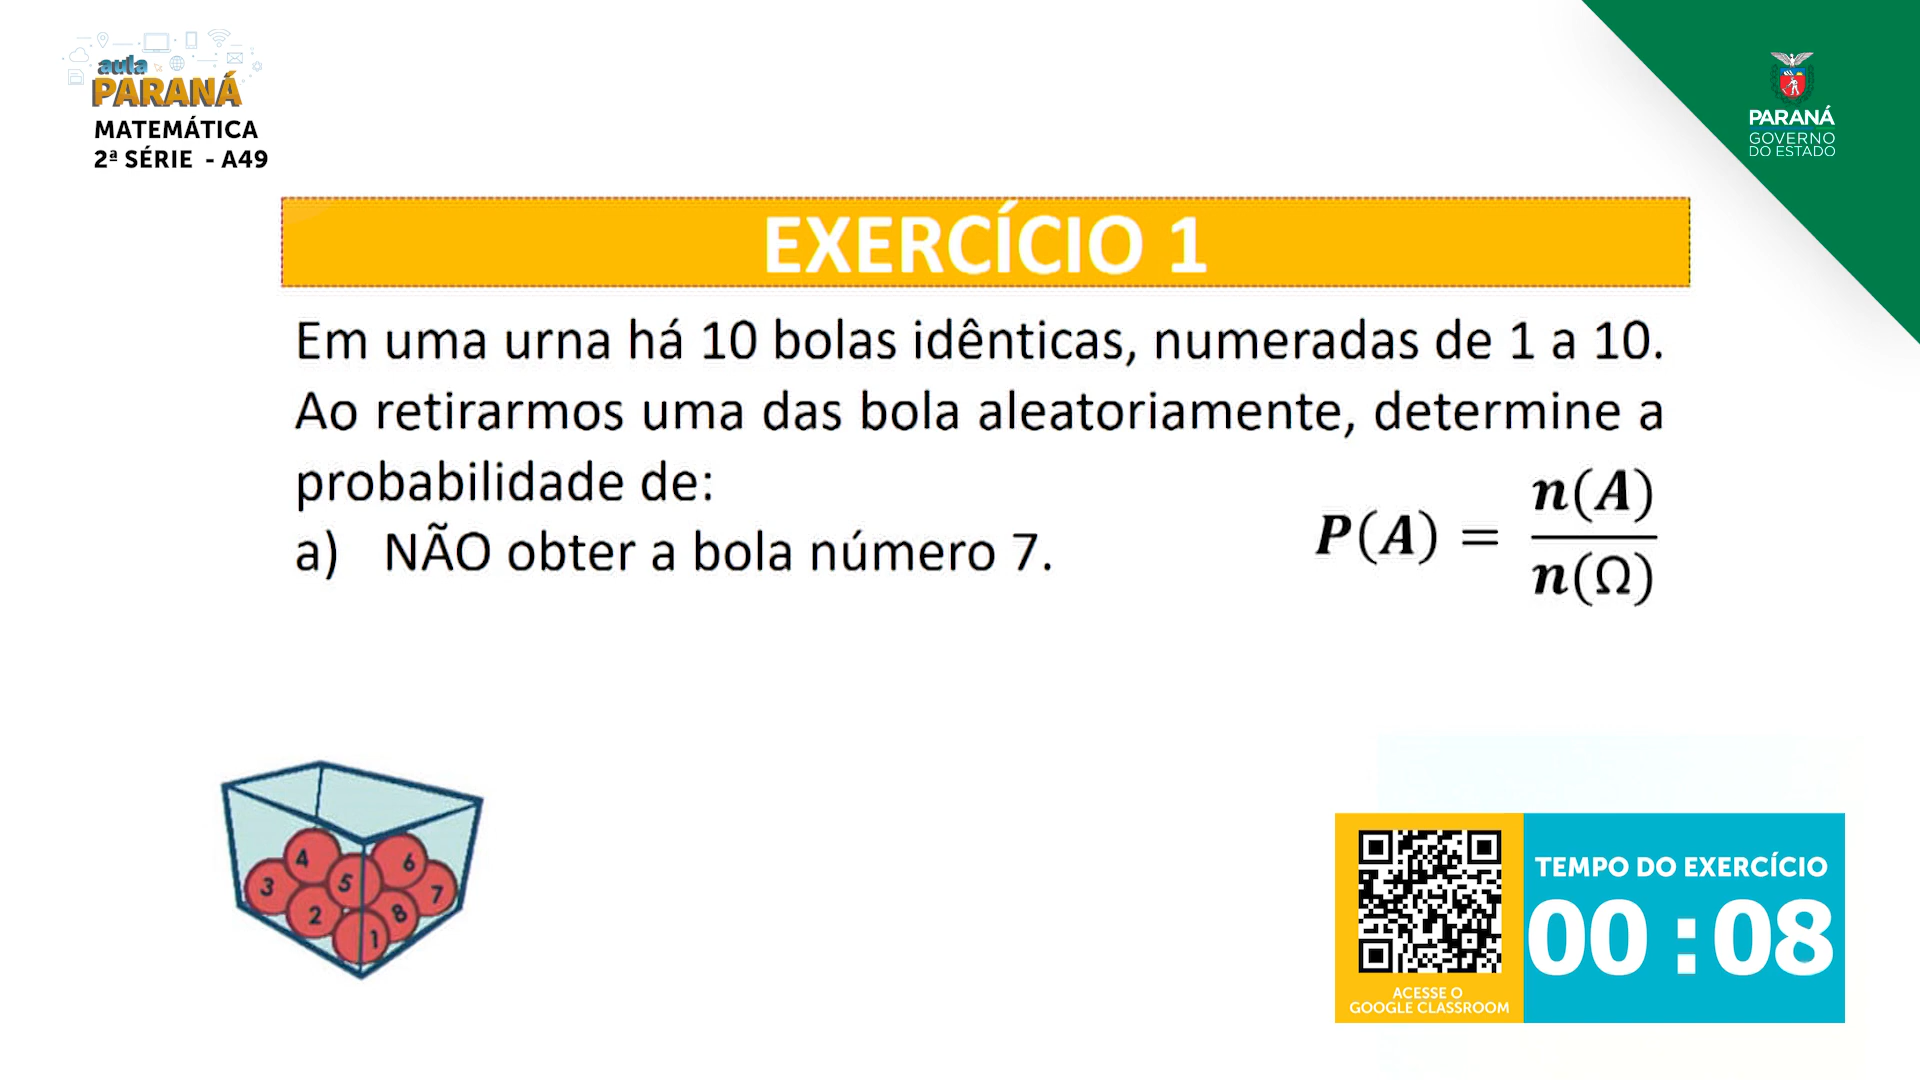 aula
PARANÁ
MATEMÁTICA
2ª SÉRIE - A49
PARANÁ
GOVERNO
DO ESTADO
EXERCÍCIO 1
Em uma urna há 10 bolas idênticas, numeradas de 1 a 10.
Ao retirarmos uma das bola aleatoriamente, determine a
probabilidade de:
a) NÃO obter a bola número 7.
P(A) = n(A) / n(Ω)
4
6
3
5
7
2
8
1
TEMPO DO EXERCÍCIO
00 : 08
ACESSE O
GOOGLE CLASSROOM